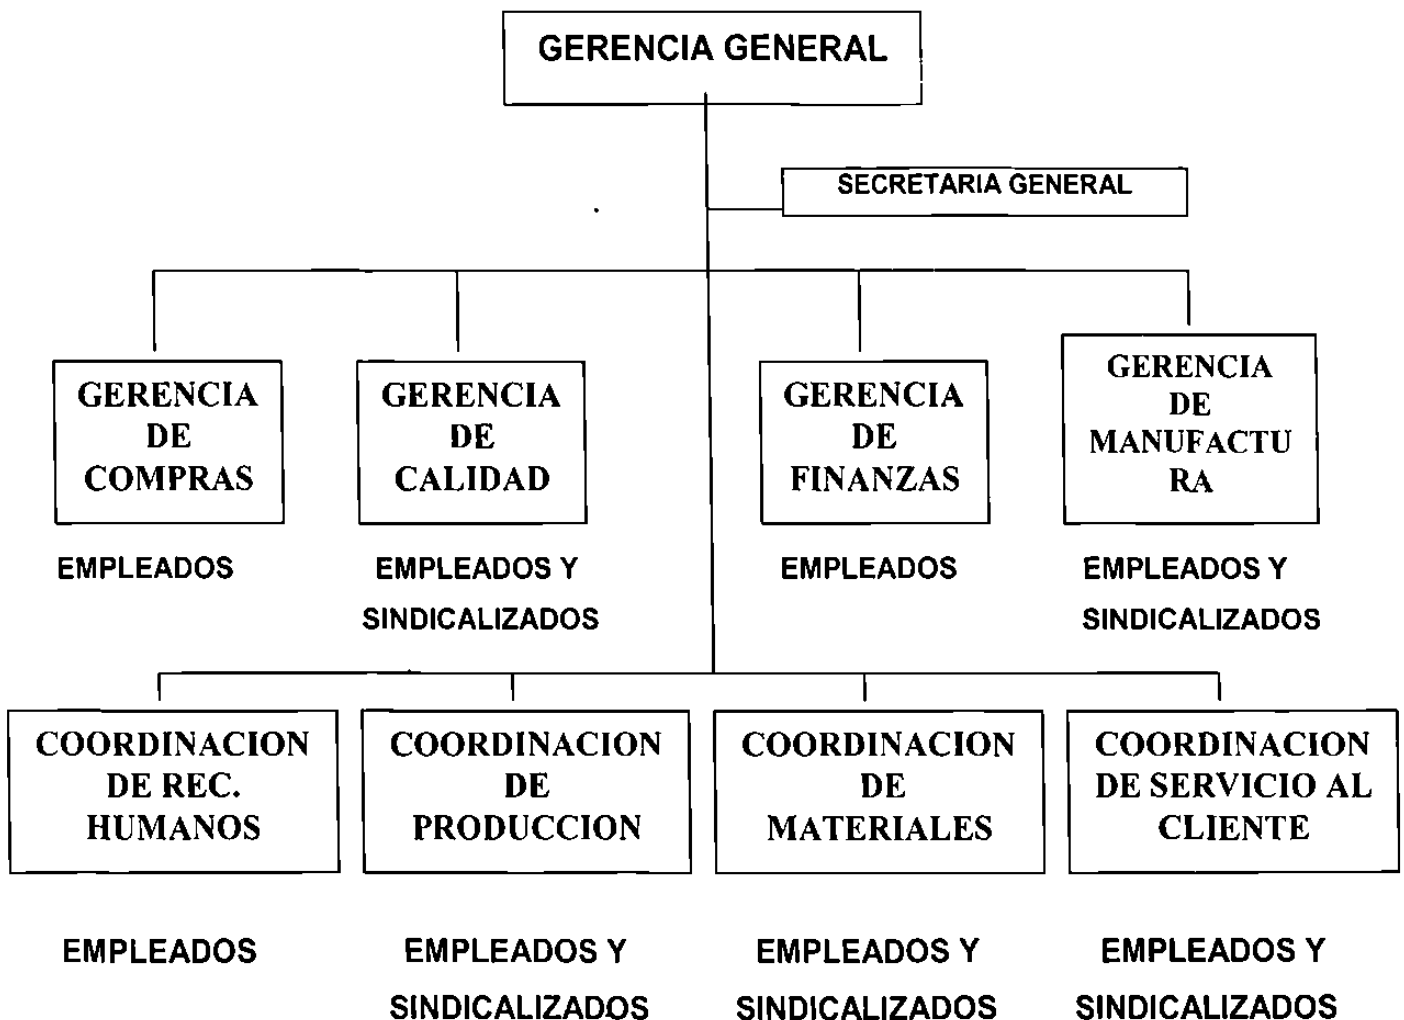 GERENCIA GENERAL
SECRETARIA GENERAL
GERENCIA
DE
COMPRAS
GERENCIA
DE
CALIDAD
GERENCIA
DE
FINANZAS
GERENCIA
DE
MANUFACTU
RA
EMPLEADOS
EMPLEADOS Y
SINDICALIZADOS
EMPLEADOS
EMPLEADOS Y
SINDICALIZADOS
COORDINACION
DE REC.
HUMANOS
COORDINACION
DE
PRODUCCION
COORDINACION
DE
MATERIALES
COORDINACION
DE SERVICIO AL
CLIENTE
EMPLEADOS
EMPLEADOS Y
SINDICALIZADOS
EMPLEADOS Y
SINDICALIZADOS
EMPLEADOS Y
SINDICALIZADOS